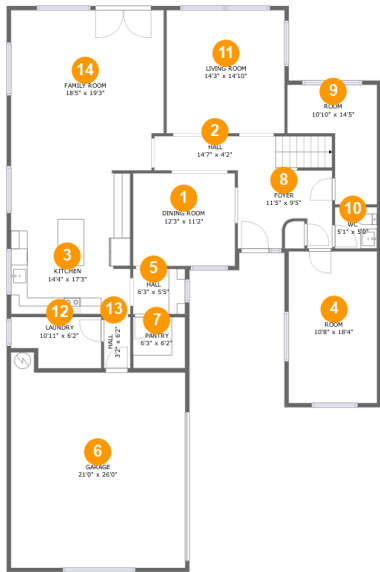 14
FAMILY ROOM
18'5" x 19'3"
11
LIVING ROOM
14'3" x 14'10"
9
ROOM
10'10" x 14'5"
2
HALL
14'7" x 4'2"
8
FOYER
11'5" x 9'5"
1
DINING ROOM
12'3" x 11'2"
10
WC
5'1" x 5'0"
3
KITCHEN
14'4" x 17'3"
5
HALL
6'3" x 5'5"
4
ROOM
10'8" x 18'4"
12
LAUNDRY
10'11" x 6'2"
13
HALL
3'2" x 6'2"
7
PANTRY
6'3" x 6'2"
6
GARAGE
21'0" x 26'0"